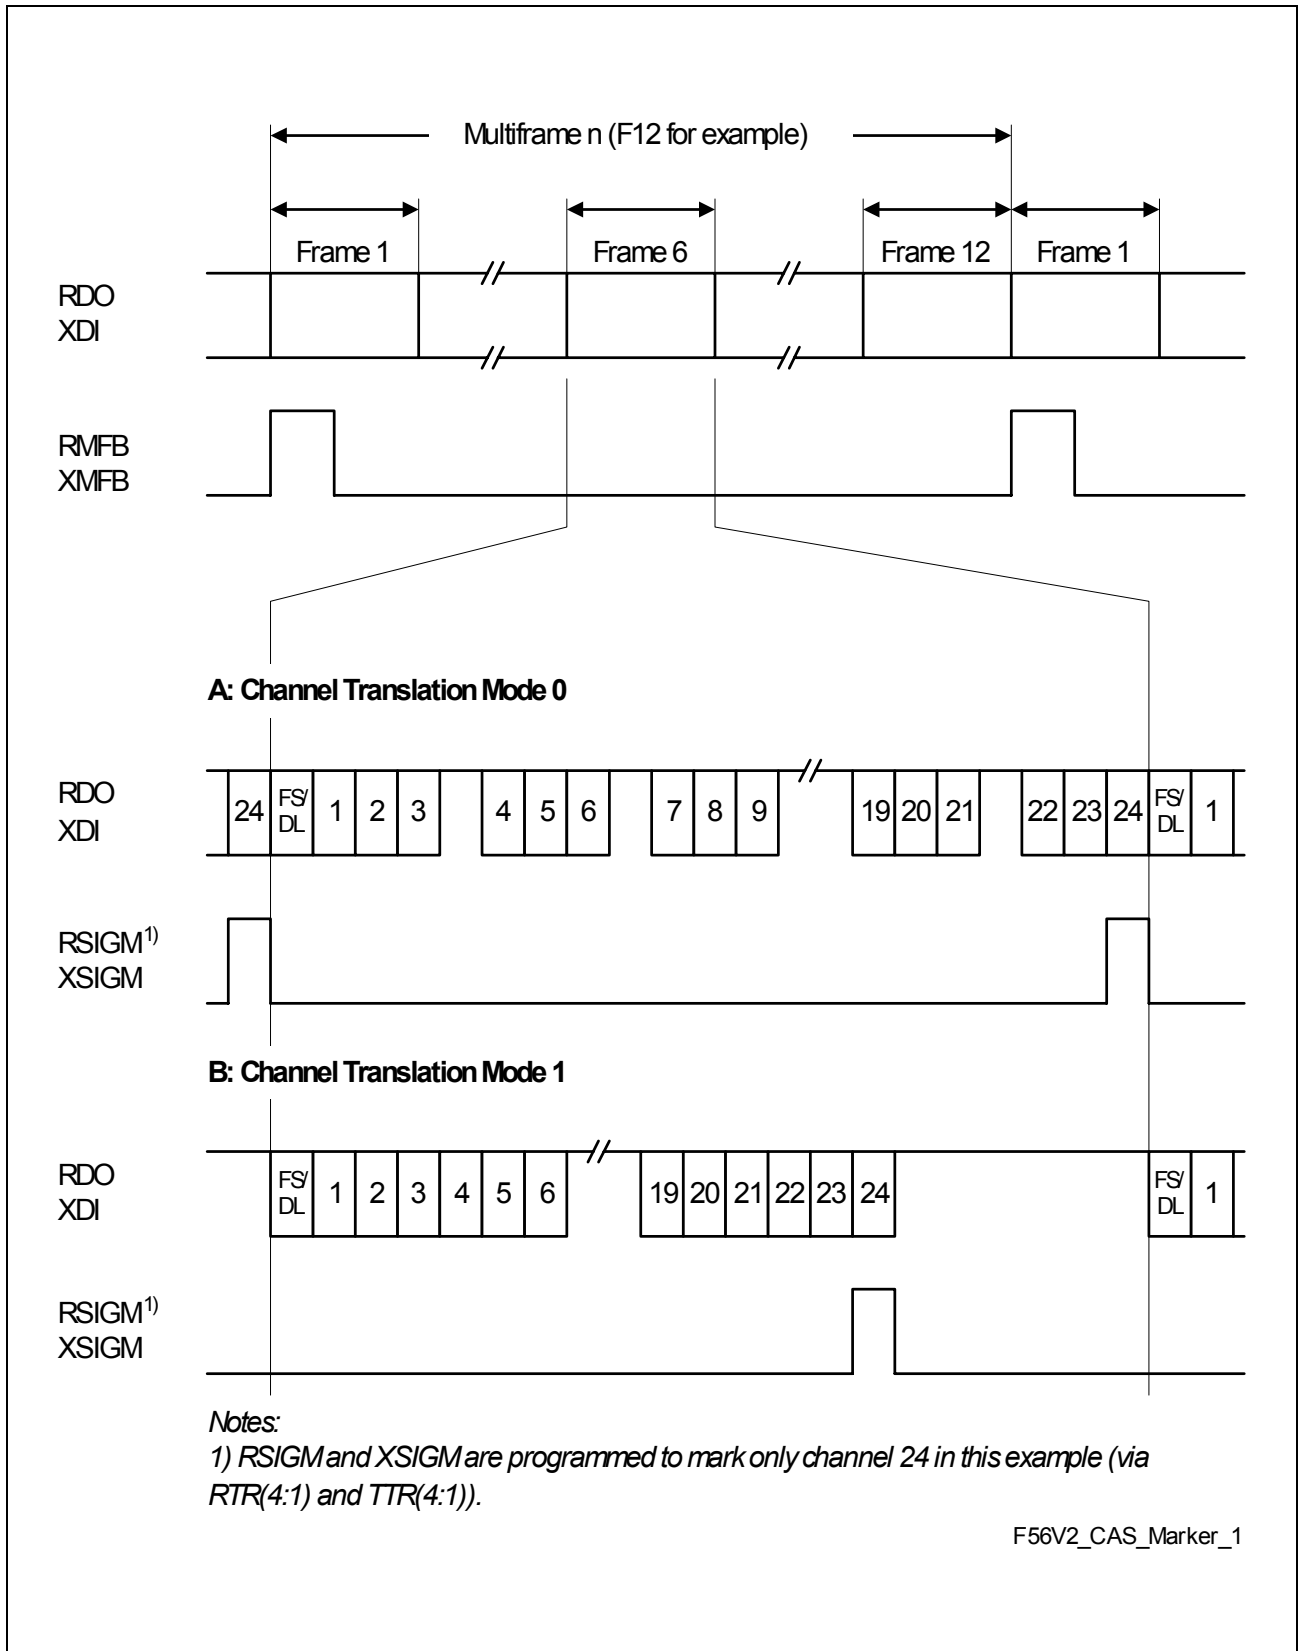 Multiframe n (F12 for example)
Frame 1 Frame 6 Frame 12 Frame 1
RDO
XDI
RMFB
XMFB
A: Channel Translation Mode 0
RDO
XDI
24 FS/DL 1 2 3 4 5 6 7 8 9 19 20 21 22 23 24 FS/DL 1
RSIGM1)
XSIGM
B: Channel Translation Mode 1
RDO
XDI
FS/DL 1 2 3 4 5 6 19 20 21 22 23 24 FS/DL 1
RSIGM1)
XSIGM
Notes:
1) RSIGM and XSIGM are programmed to mark only channel 24 in this example (via
RTR(4:1) and TTR(4:1)).
F56V2_CAS_Marker_1